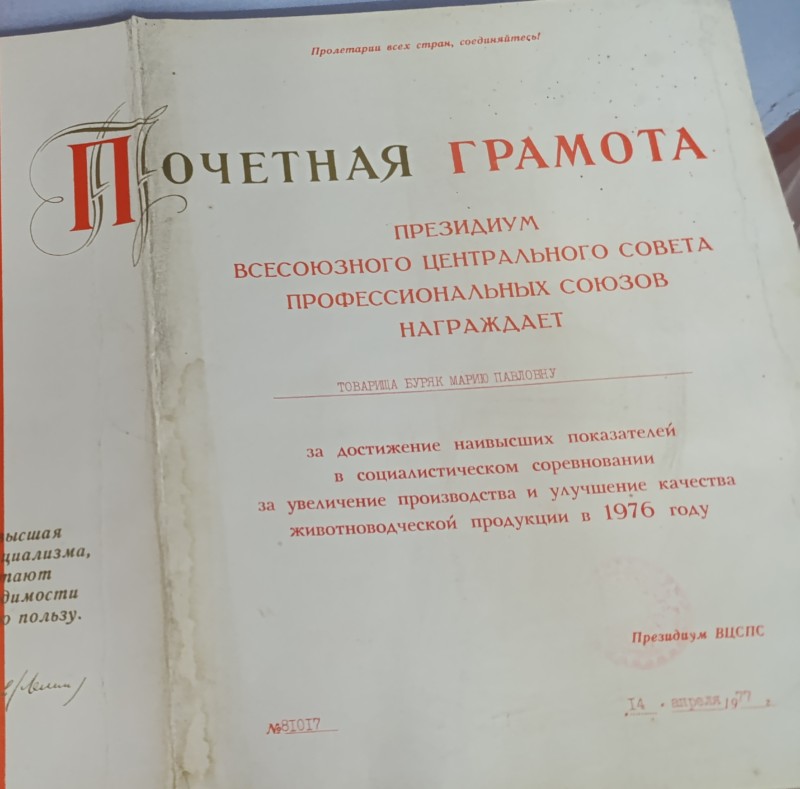 Пролетарии всех стран, соединяйтесь!
ПОЧЕТНАЯ ГРАМОТА
ПРЕЗИДИУМ
ВСЕСОЮЗНОГО ЦЕНТРАЛЬНОГО СОВЕТА
ПРОФЕССИОНАЛЬНЫХ СОЮЗОВ
НАГРАЖДАЕТ
ТОВАРИЩА БУРЯК МАРИЮ ПАВЛОВНУ
за достижение наивысших показателей
в социалистическом соревновании
за увеличение производства и улучшение качества
животноводческой продукции в 1976 году
Президиум ВЦСПС
14 апреля 1977 г.
№81017
высшая
циализма,
тают
димости
о пользу.